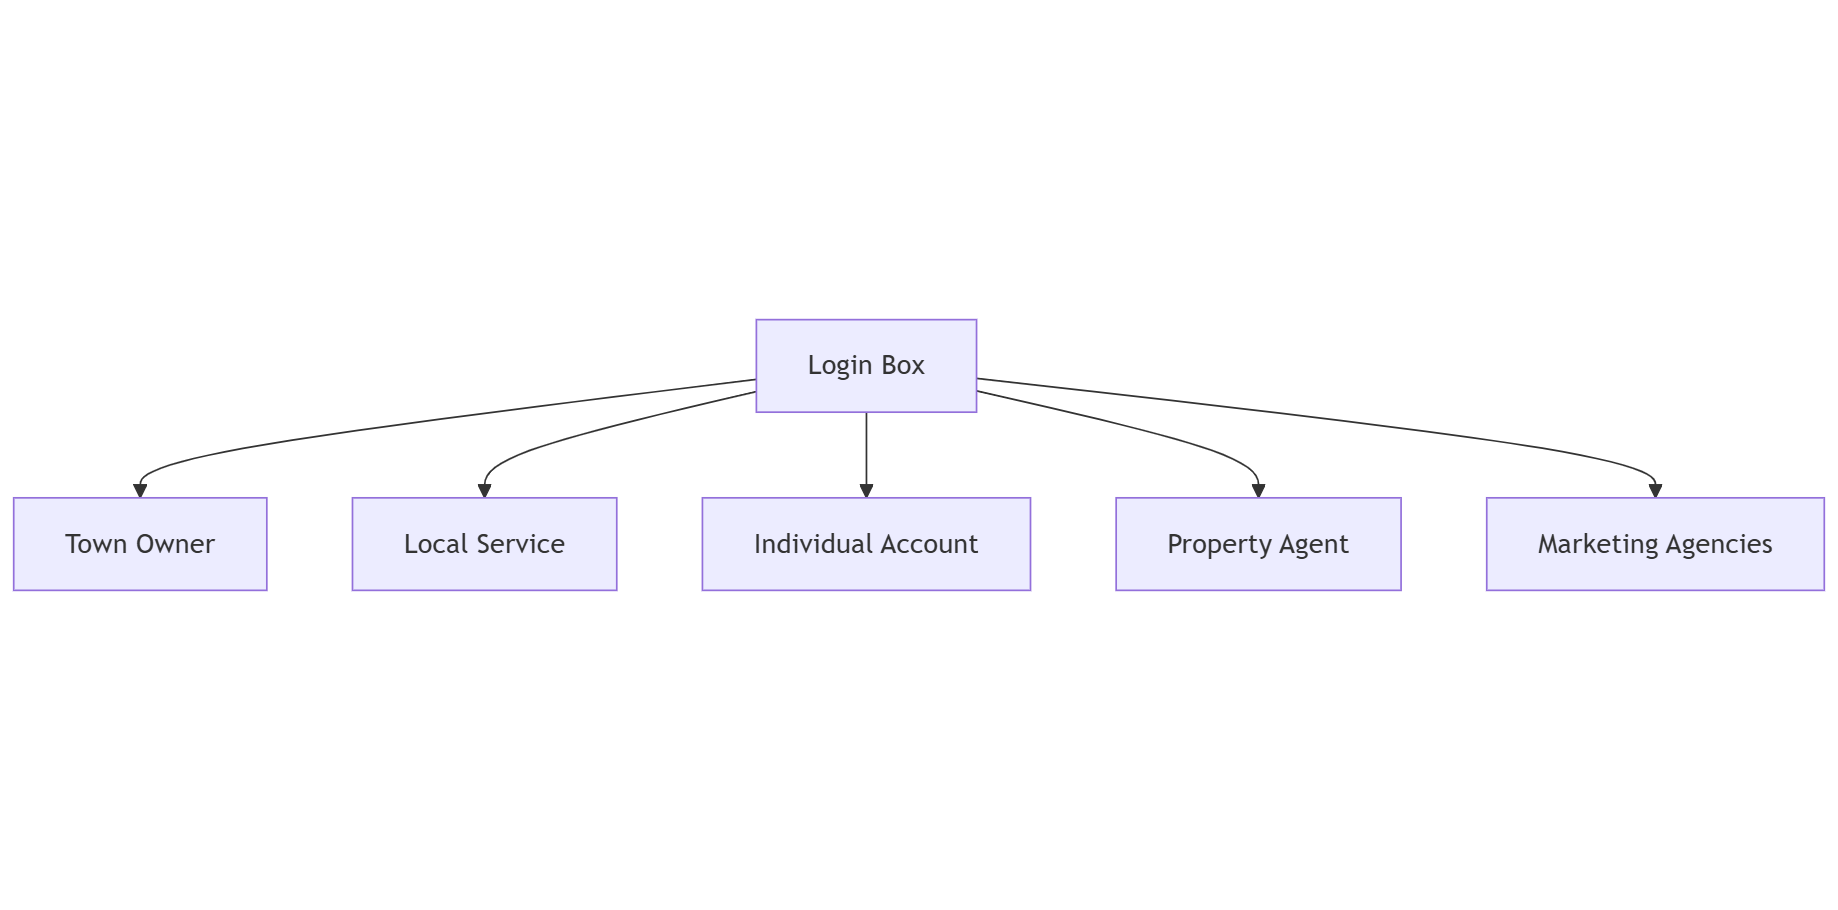 Login Box
Town Owner
Local Service
Individual Account
Property Agent
Marketing Agencies